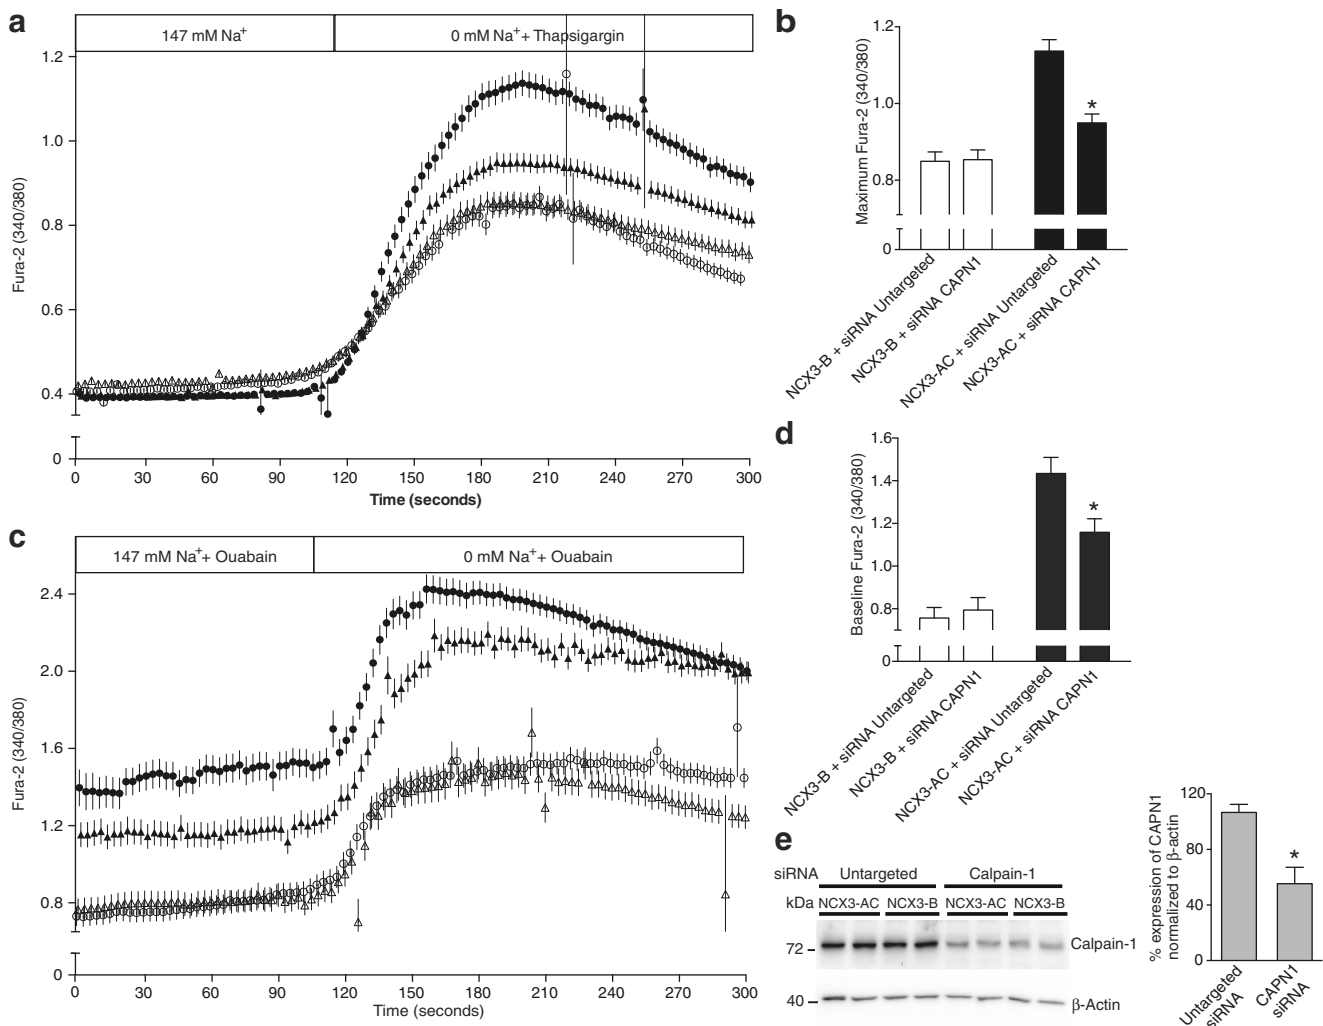 a
147 mM Na+
0 mM Na+ + Thapsigargin
1.2
1.0
0.8
0.6
0.4
0
Fura-2 (340/380)
0 30 60 90 120 150 180 210 240 270 300
Time (seconds)
b
1.2
1.0
0.8
0
Maximum Fura-2 (340/380)
*
NCX3-B + siRNA Untargeted
NCX3-B + siRNA CAPN1
NCX3-AC + siRNA Untargeted
NCX3-AC + siRNA CAPN1
c
147 mM Na+ + Ouabain
0 mM Na+ + Ouabain
2.4
2.0
1.6
1.2
0.8
0
Fura-2 (340/380)
0 30 60 90 120 150 180 210 240 270 300
Time (seconds)
d
1.6
1.4
1.2
1.0
0.8
0
Baseline Fura-2 (340/380)
*
NCX3-B + siRNA Untargeted
NCX3-B + siRNA CAPN1
NCX3-AC + siRNA Untargeted
NCX3-AC + siRNA CAPN1
e
siRNA Untargeted Calpain-1
kDa NCX3-AC NCX3-B NCX3-AC NCX3-B
72
Calpain-1
40
β-Actin
120
80
40
0
% expression of CAPN1
normalized to β-actin
*
Untargeted
siRNA
CAPN1
siRNA